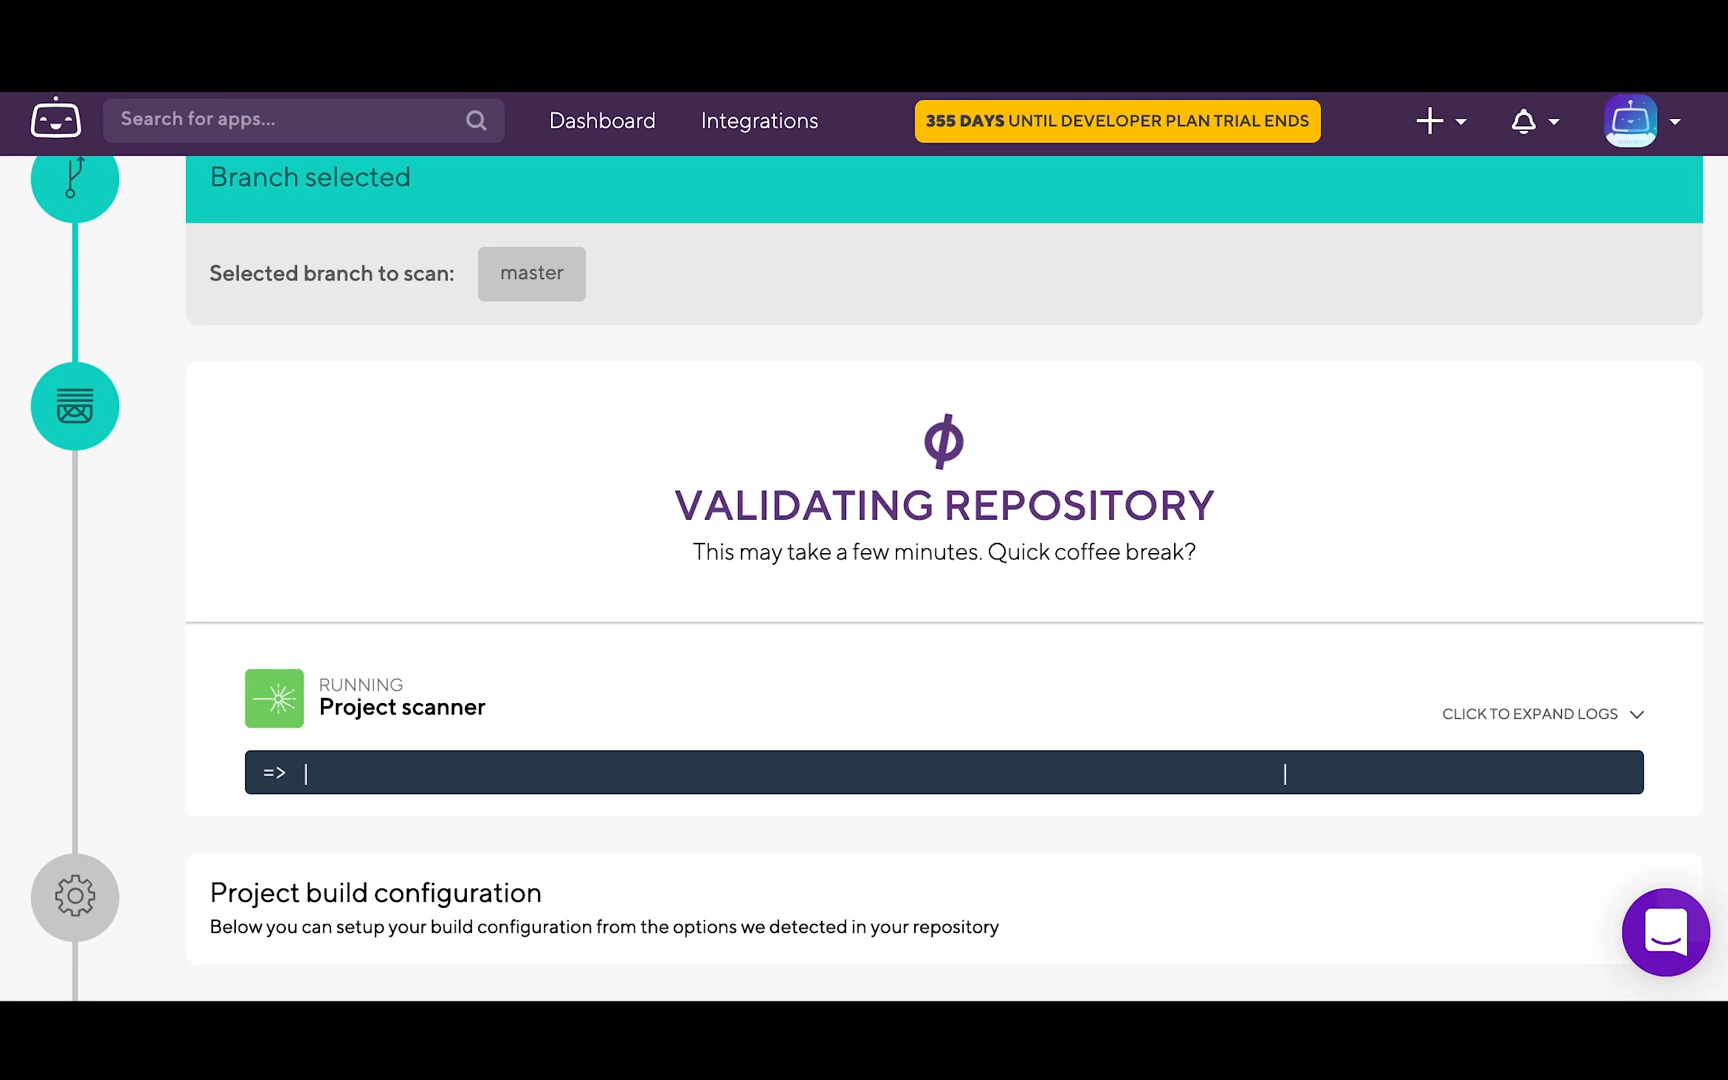 Search for apps...
Dashboard
Integrations
355 DAYS UNTIL DEVELOPER PLAN TRIAL ENDS
Branch selected
Selected branch to scan:
master
VALIDATING REPOSITORY
This may take a few minutes. Quick coffee break?
RUNNING
Project scanner
CLICK TO EXPAND LOGS
=> | |
Project build configuration
Below you can setup your build configuration from the options we detected in your repository